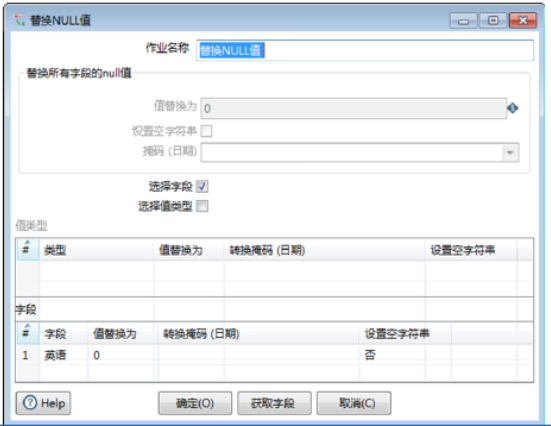 替换NULL值
作业名称 替换NULL值
替换所有字段的null值
值替换为 0
设置空字符串
掩码 (日期)
选择字段
选择值类型
值类型
# 类型 值替换为 转换掩码 (日期) 设置空字符串
字段
# 字段 值替换为 转换掩码 (日期) 设置空字符串
1 英语 0 否
Help 确定(O) 获取字段 取消(C)